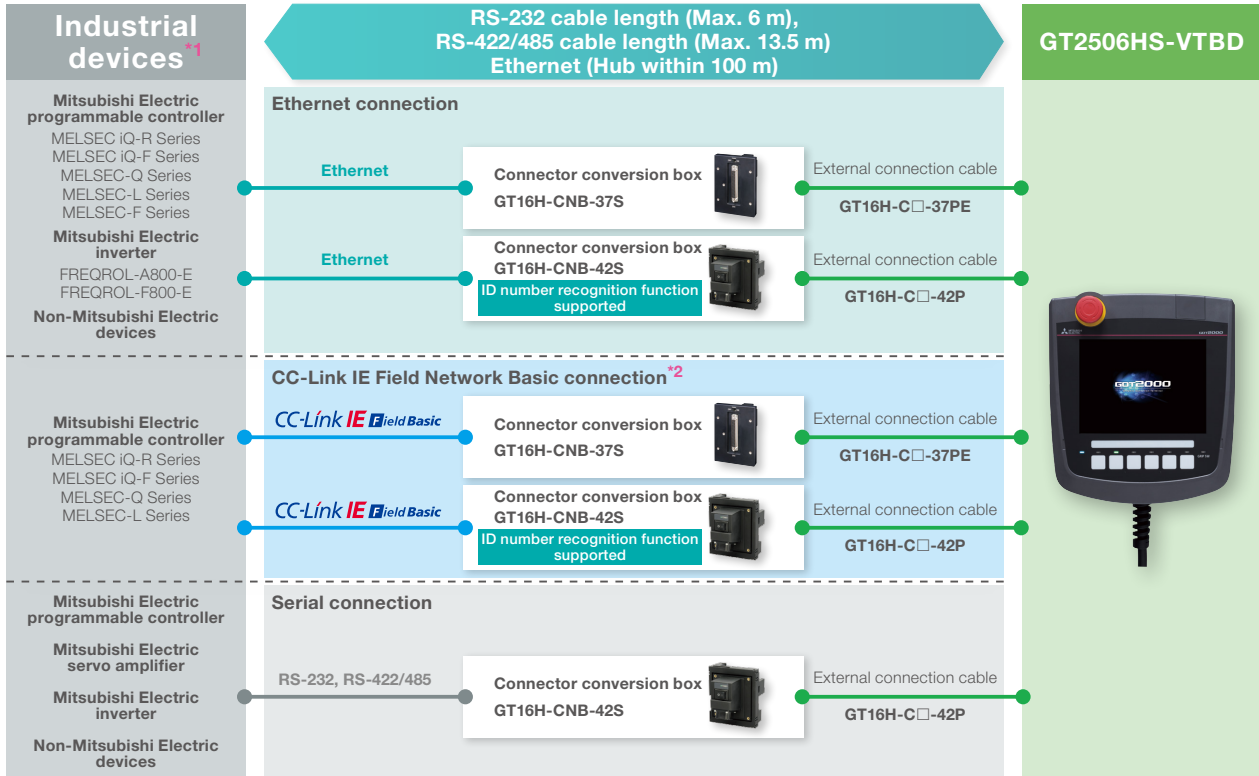 Industrial
devices*1
RS-232 cable length (Max. 6 m),
RS-422/485 cable length (Max. 13.5 m)
Ethernet (Hub within 100 m)
GT2506HS-VTBD
Mitsubishi Electric
programmable controller
MELSEC iQ-R Series
MELSEC iQ-F Series
MELSEC-Q Series
MELSEC-L Series
MELSEC-F Series
Mitsubishi Electric
inverter
FREQROL-A800-E
FREQROL-F800-E
Non-Mitsubishi Electric
devices
Ethernet connection
Ethernet
Connector conversion box
GT16H-CNB-37S
External connection cable
GT16H-C□-37PE
Ethernet
Connector conversion box
GT16H-CNB-42S
ID number recognition function
supported
External connection cable
GT16H-C□-42P
Mitsubishi Electric
programmable controller
MELSEC iQ-R Series
MELSEC iQ-F Series
MELSEC-Q Series
MELSEC-L Series
CC-Link IE Field Network Basic connection*2
CC-Link IE Field Basic
Connector conversion box
GT16H-CNB-37S
External connection cable
GT16H-C□-37PE
CC-Link IE Field Basic
Connector conversion box
GT16H-CNB-42S
ID number recognition function
supported
External connection cable
GT16H-C□-42P
Mitsubishi Electric
programmable controller
Mitsubishi Electric
servo amplifier
Mitsubishi Electric
inverter
Non-Mitsubishi Electric
devices
Serial connection
RS-232, RS-422/485
Connector conversion box
GT16H-CNB-42S
External connection cable
GT16H-C□-42P
GOT2000
GOT2000